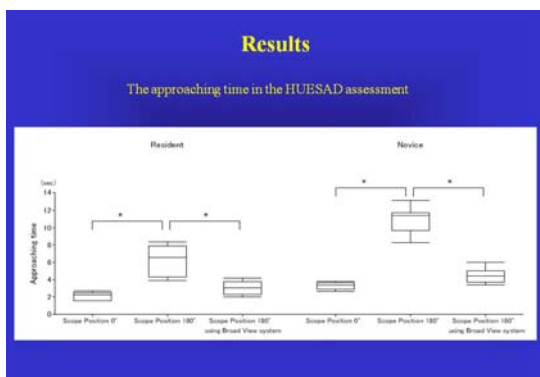 Results
The approaching time in the HUESAD assessment
Resident
Novice
(sec)
14
12
10
8
6
4
2
0
Approaching time
* *
* *
Scope Position 0°
Scope Position 180°
Scope Position 180°
using Broad View system
Scope Position 0°
Scope Position 180°
Scope Position 180°
using Broad View system